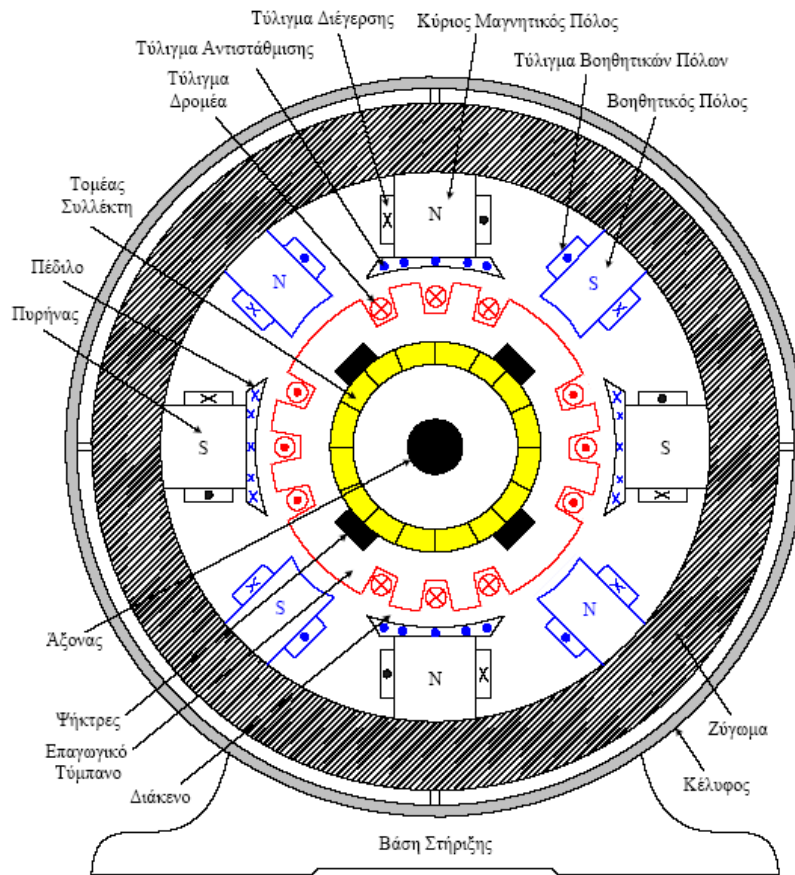 Τύλιγμα Διέγερσης
Κύριος Μαγνητικός Πόλος
Τύλιγμα Αντιστάθμισης
Τύλιγμα Βοηθητικών Πόλων
Τύλιγμα
Δρομέα
Βοηθητικός Πόλος
Τομέας
Συλλέκτη
N
Πέδιλο
N
S
Πυρήνας
S
S
S
N
Άξονας
N
Ψήκτρες
Ζύγωμα
Επαγωγικό
Τύμπανο
Κέλυφος
Διάκενο
Βάση Στήριξης